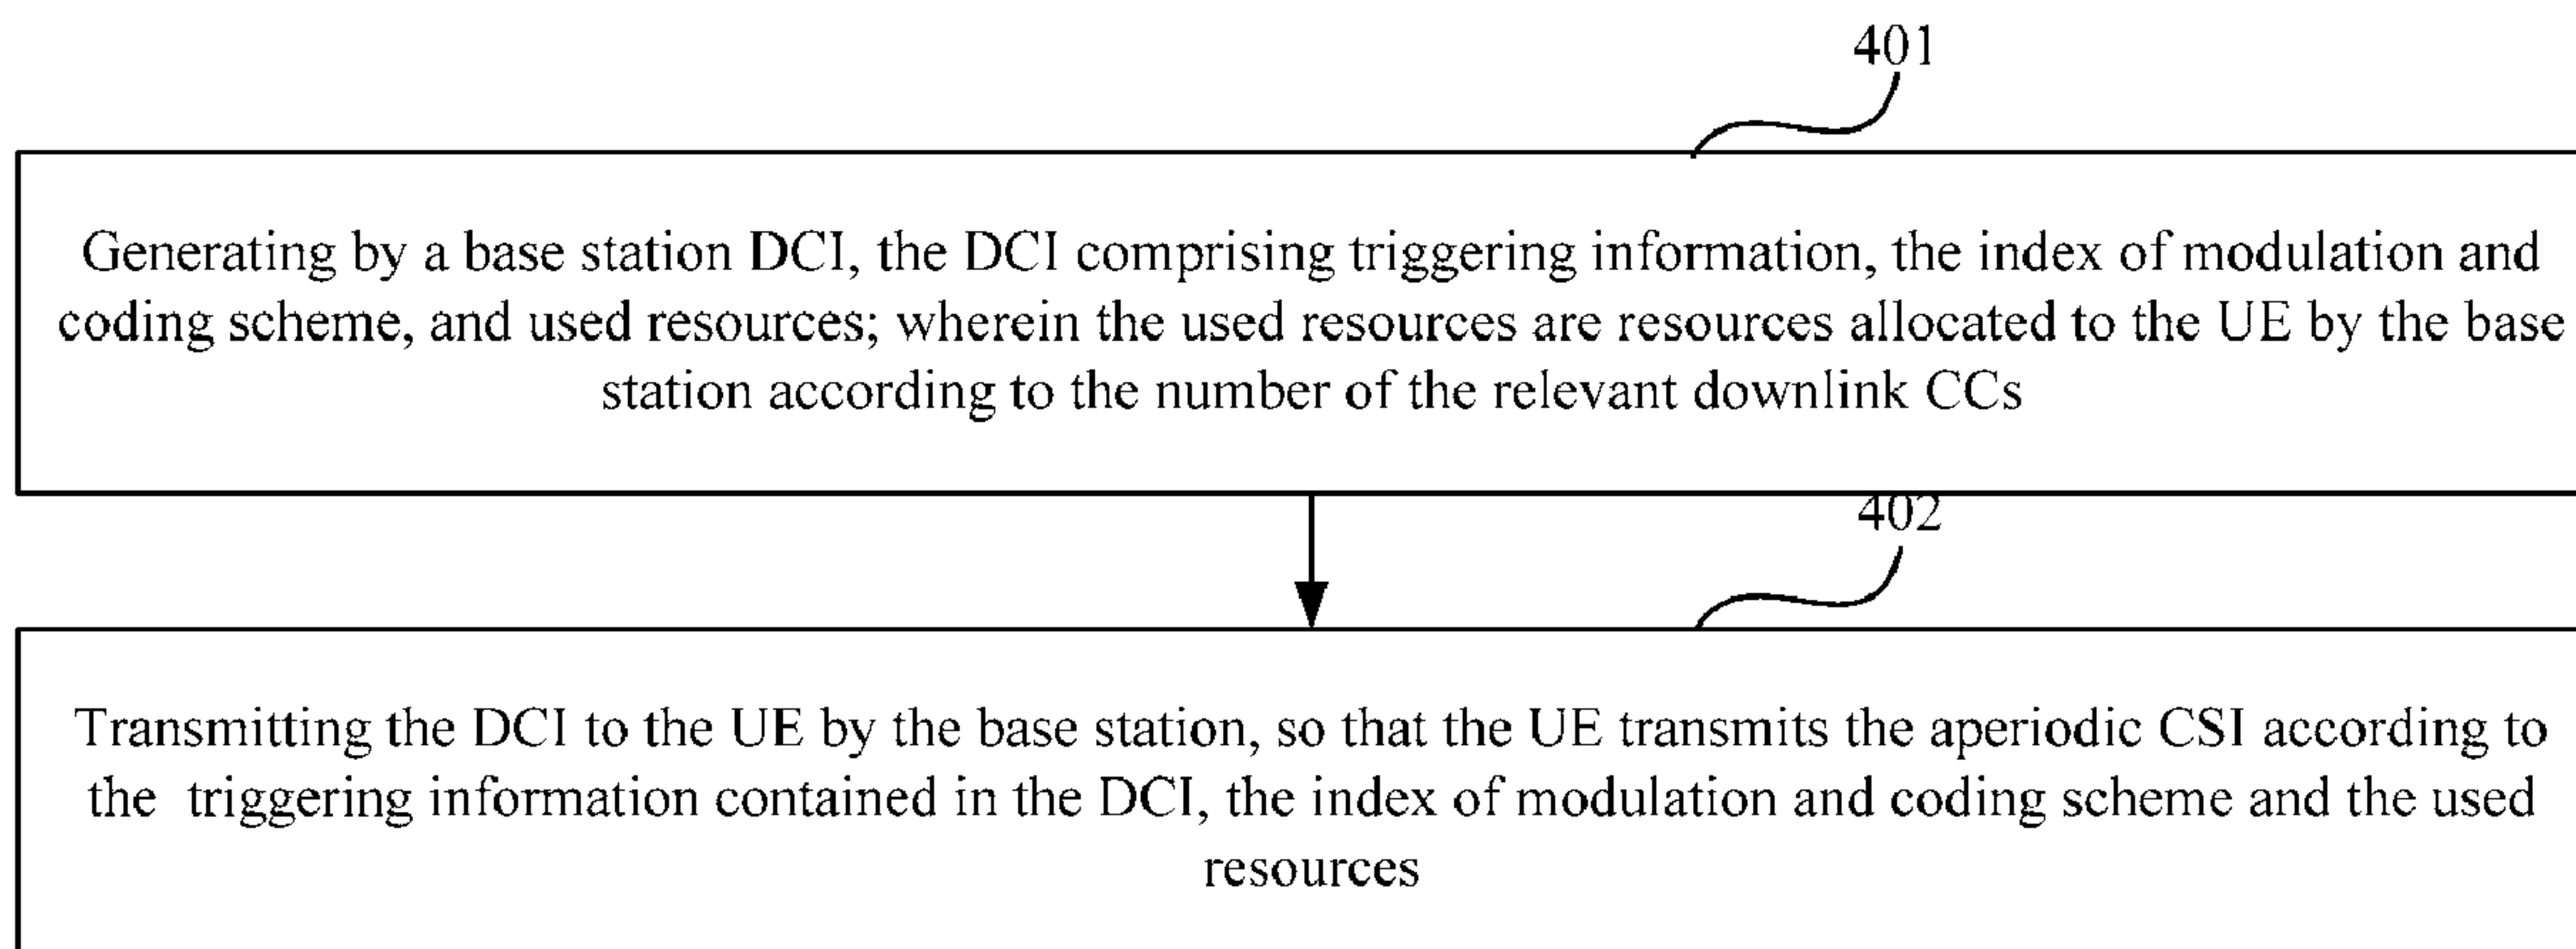 401
Generating by a base station DCI, the DCI comprising triggering information, the index of modulation and
coding scheme, and used resources; wherein the used resources are resources allocated to the UE by the base
station according to the number of the relevant downlink CCs
402
Transmitting the DCI to the UE by the base station, so that the UE transmits the aperiodic CSI according to
the triggering information contained in the DCI, the index of modulation and coding scheme and the used
resources